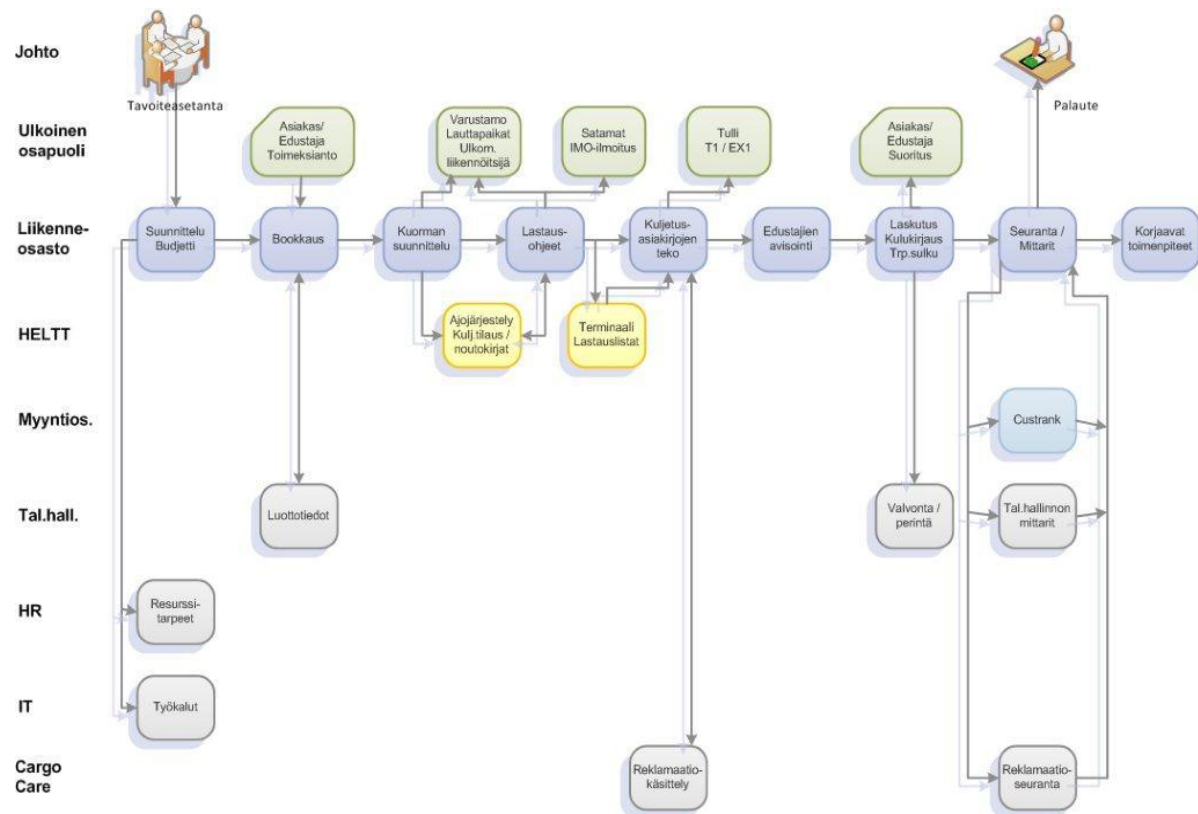 Johto
Tavoiteasetanta
Palaute
Ulkoinen
osapuoli
Asiakas/
Edustaja
Toimeksianto
Varustamo
Lauttapaikat
Ulkom.
liikennöitsijä
Satamat
IMO-ilmoitus
Tulli
T1 / EX1
Asiakas/
Edustaja
Suoritus
Liikenne-
osasto
Suunnittelu
Budjetti
Bookkaus
Kuorman
suunnittelu
Lastaus-
ohjeet
Kuljetus-
asiakirjojen
teko
Edustajien
avisointi
Laskutus
Kulukirjaus
Trp.sulku
Seuranta /
Mittarit
Korjaavat
toimenpiteet
HELTT
Ajojärjestely
Kulj.tilaus /
noutokirjat
Terminaali
Lastauslistat
Myyntios.
Custrank
Tal.hall.
Luottotiedot
Valvonta /
perintä
Tal.hallinnon
mittarit
HR
Resurssi-
tarpeet
IT
Työkalut
Cargo
Care
Reklamaatio-
käsittely
Reklamaatio-
seuranta